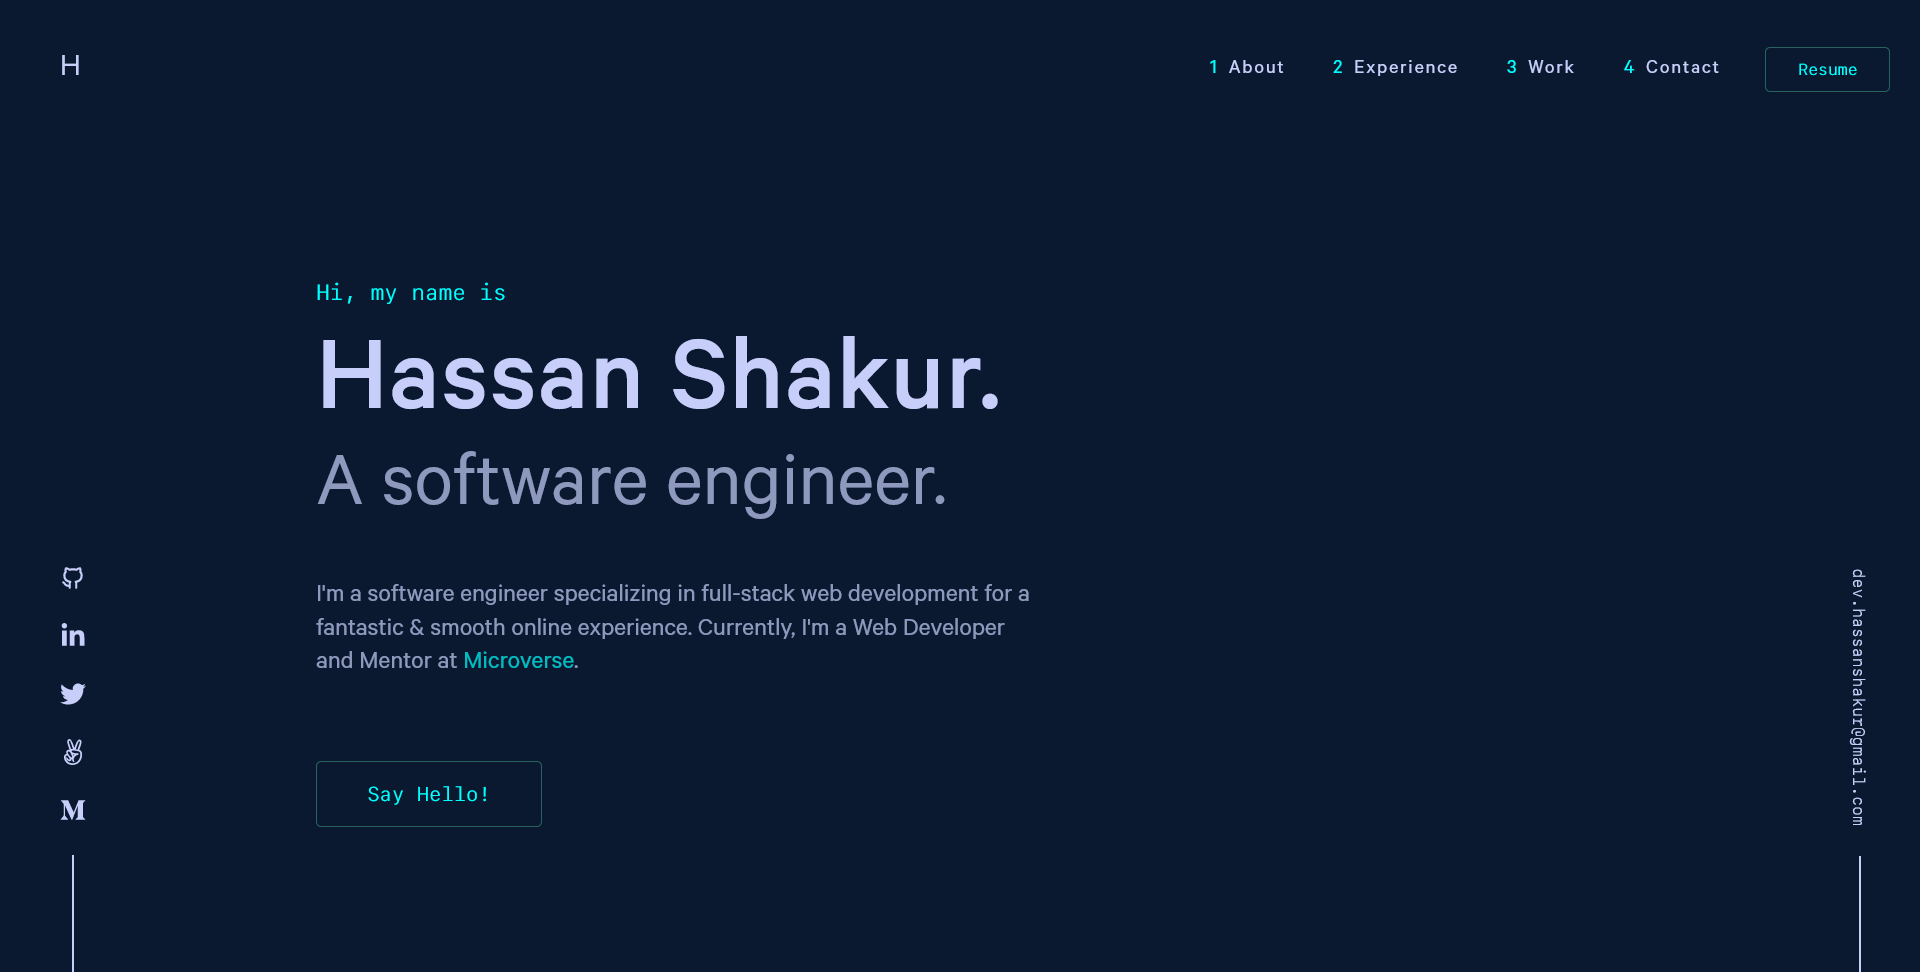 H
1 About
2 Experience
3 Work
4 Contact
Resume
Hi, my name is
Hassan Shakur.
A software engineer.
I'm a software engineer specializing in full-stack web development for a
fantastic & smooth online experience. Currently, I'm a Web Developer
and Mentor at Microverse.
Say Hello!
in
M
dev.hassanshakur@gmail.com